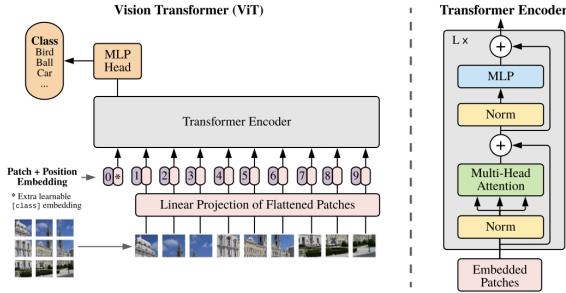 Vision Transformer (ViT)
Class
Bird
Ball
Car
...
MLP
Head
Transformer Encoder
Patch + Position
Embedding
0 * 1 2 3 4 5 6 7 8 9
* Extra learnable
[class] embedding
Linear Projection of Flattened Patches
Transformer Encoder
L x
+
MLP
Norm
+
Multi-Head
Attention
Norm
Embedded
Patches